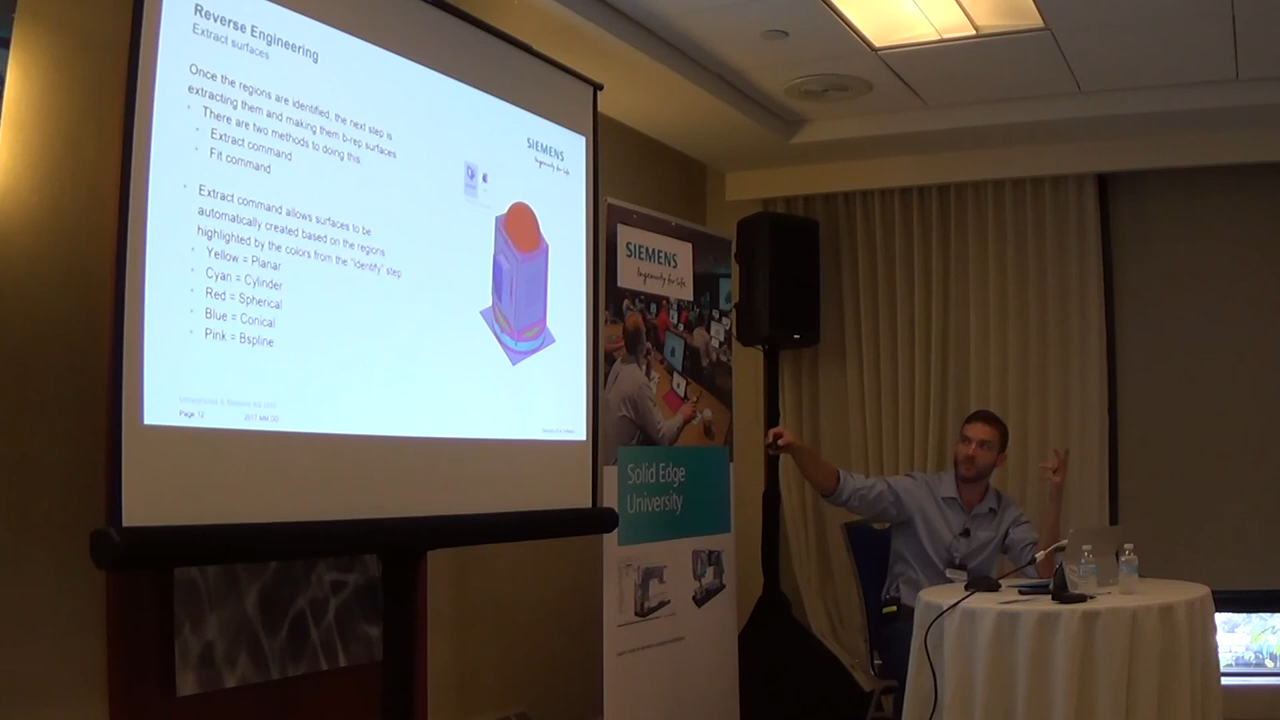 Reverse Engineering
Extract surfaces
Once the regions are identified, the next step is
extracting them and making them b-rep surfaces
There are two methods to doing this
Extract command
Fit command
Extract command allows surfaces to be
automatically created based on the regions
highlighted by the colors from the "identify" step
Yellow = Planar
Cyan = Cylinder
Red = Spherical
Blue = Conical
Pink = Bspline
Page 12
2017 MM DD
SIEMENS
Ingenuity for life
SIEMENS
Ingenuity for life
Solid Edge
University